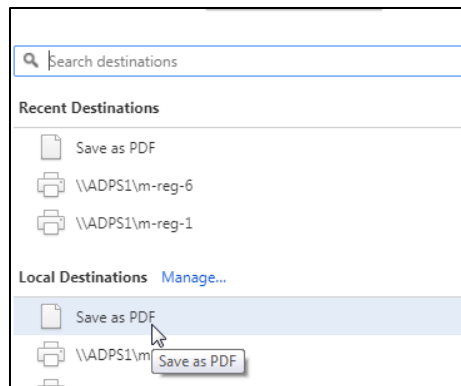 Search destinations
Recent Destinations
Save as PDF
\\ADPS1\m-reg-6
\\ADPS1\m-reg-1
Local Destinations Manage...
Save as PDF
\\ADPS1\m
Save as PDF